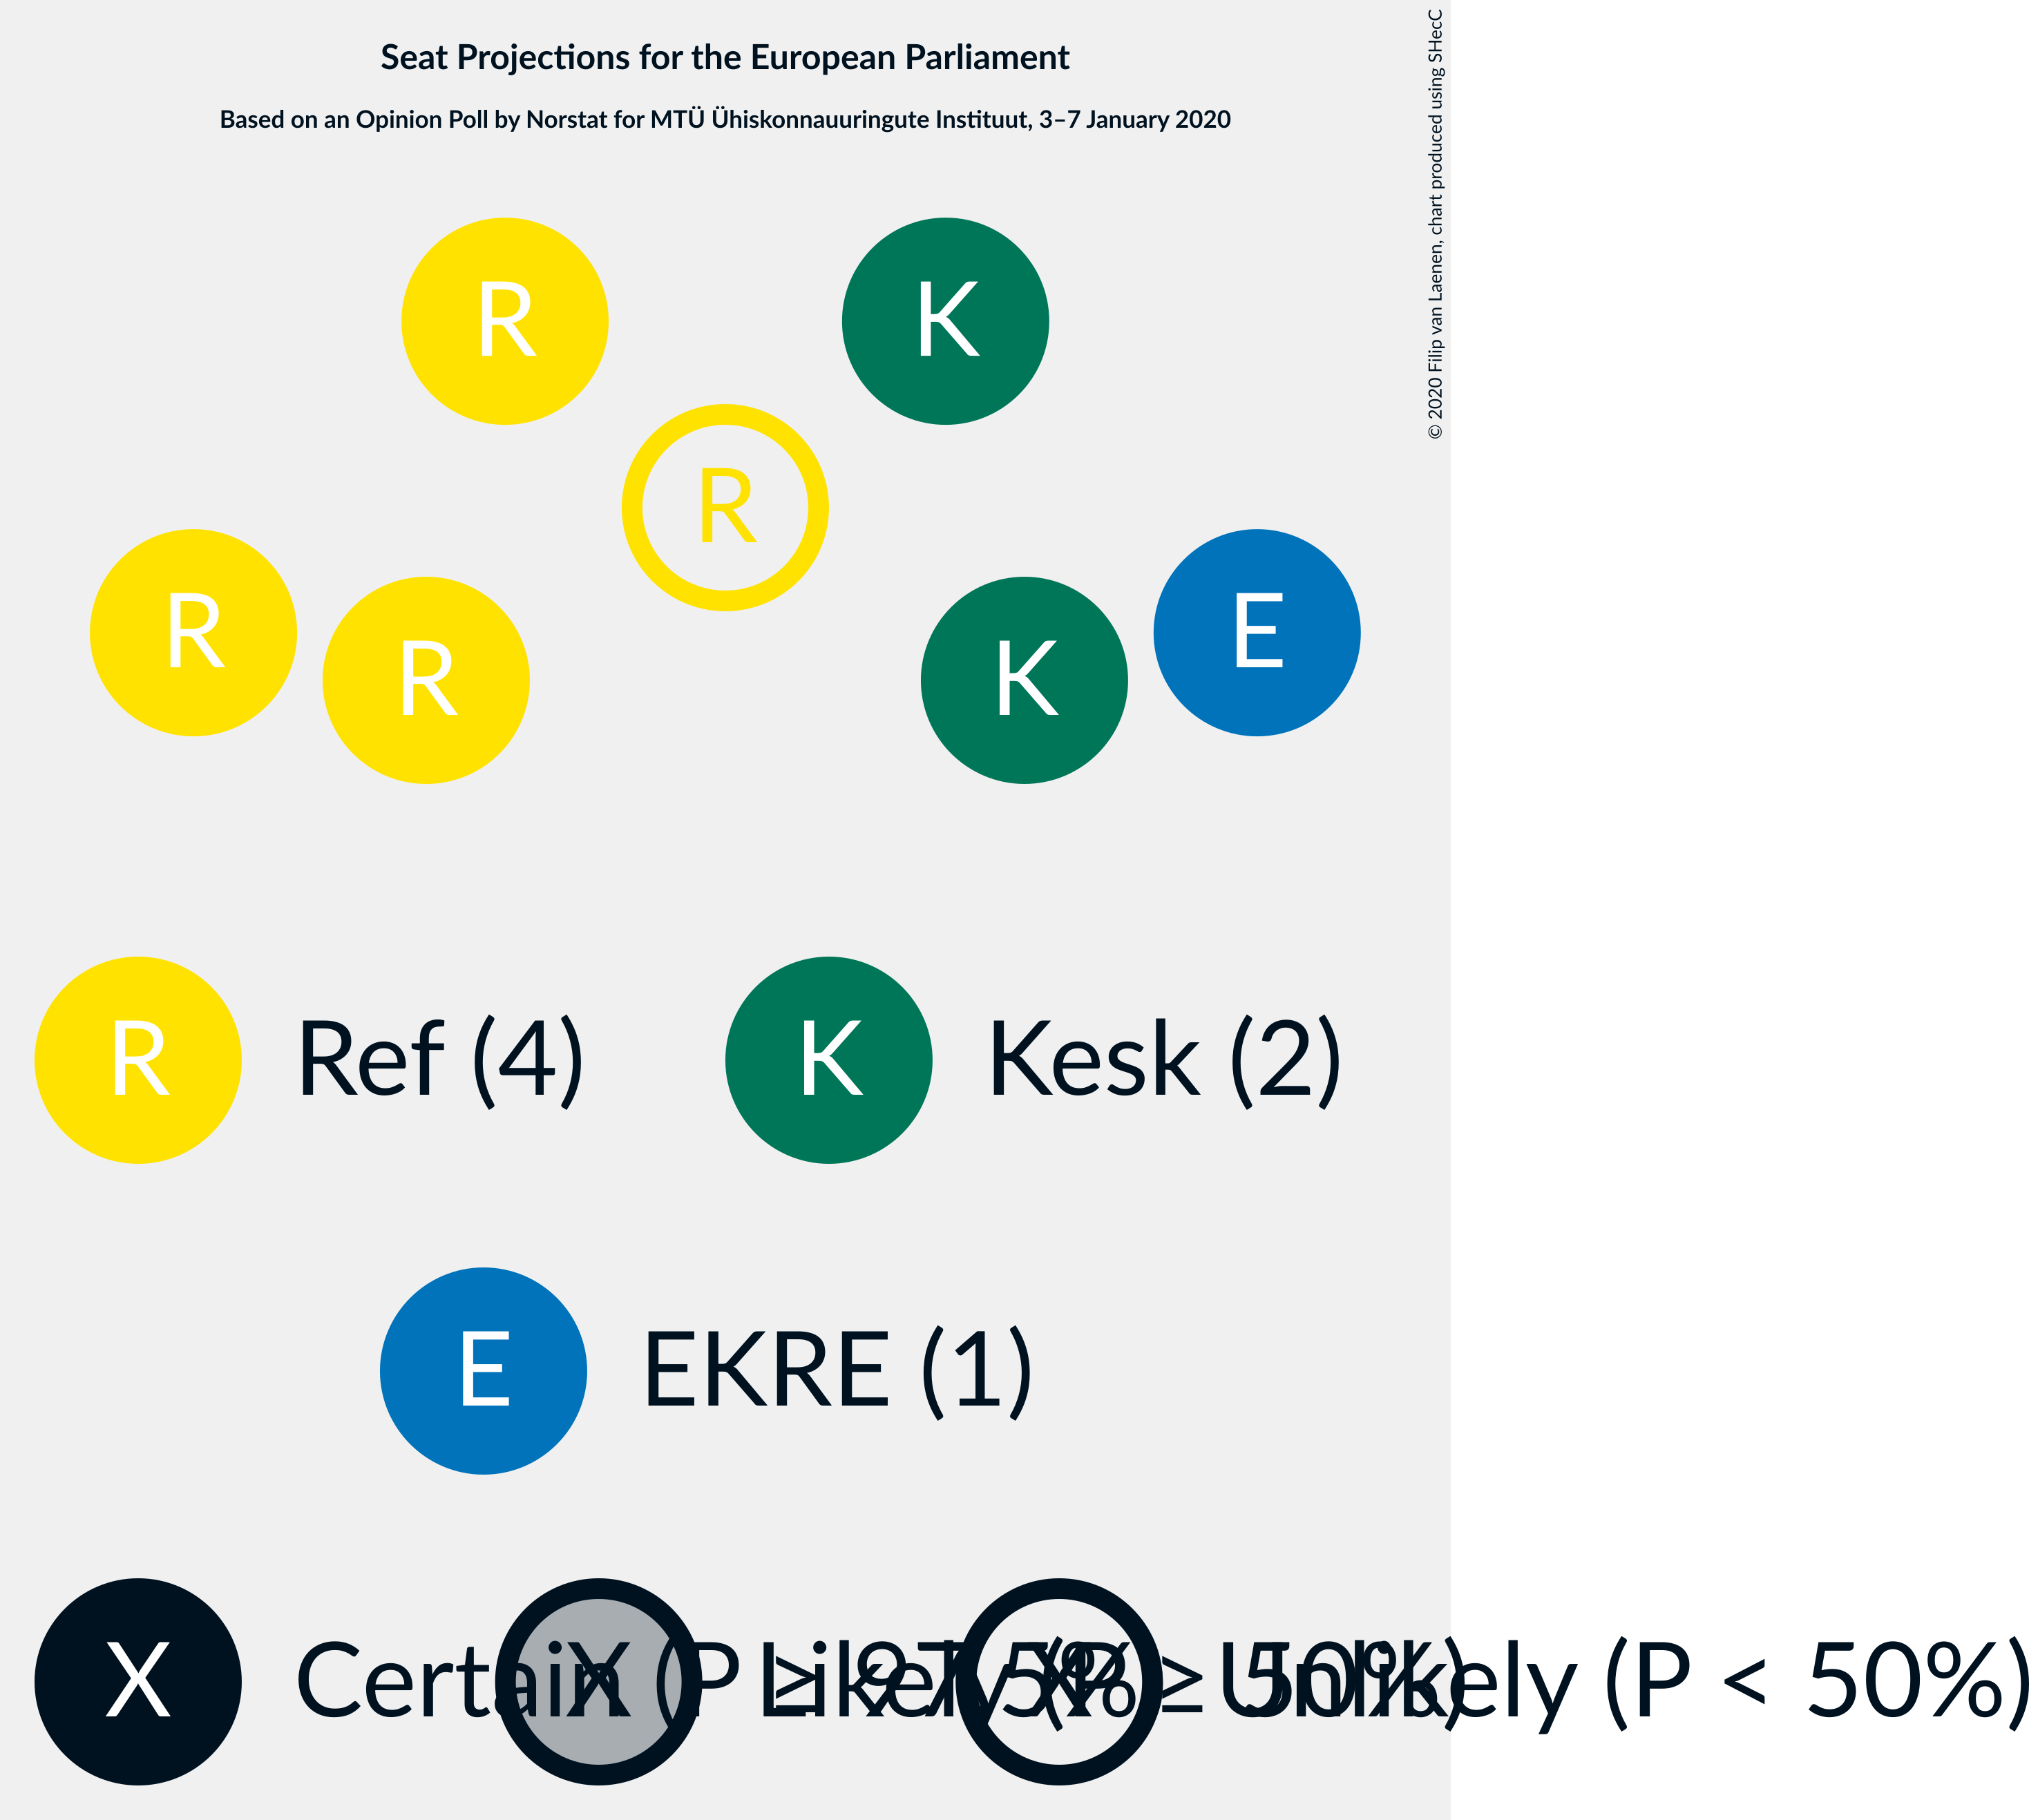 Seat Projections for the European Parliament
Based on an Opinion Poll by Norstat for MTÜ Ühiskonnauuringute Instituut, 3–7 January 2020
© 2020 Filip van Laenen, chart produced using SHecC
R
K
R
R
E
R
K
R Ref (4)
K Kesk (2)
E EKRE (1)
X Certain (P ≥ 95%
X Likely (P ≥ 50%)
X Unlikely (P < 50%)